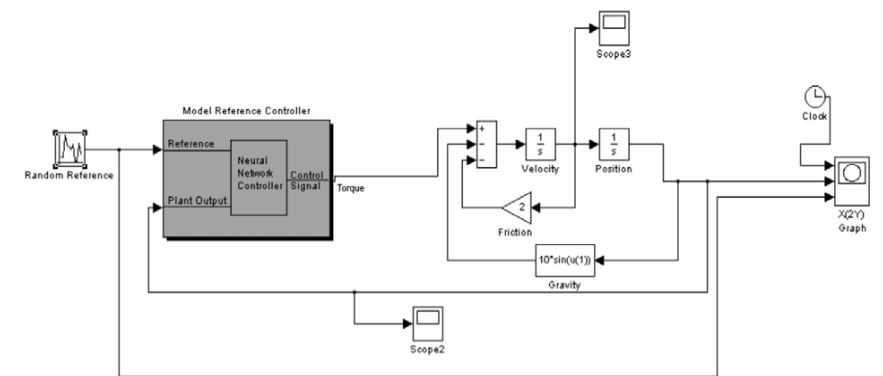 Scope3
Model Reference Controller
Clock
Reference
Random Reference
Neural
Network
Controller
Control
Signal
Torque
Plant Output
+
−
−
1
s
Velocity
1
s
Position
2
Friction
X(2Y)
Graph
10*sin(u(1))
Gravity
Scope2